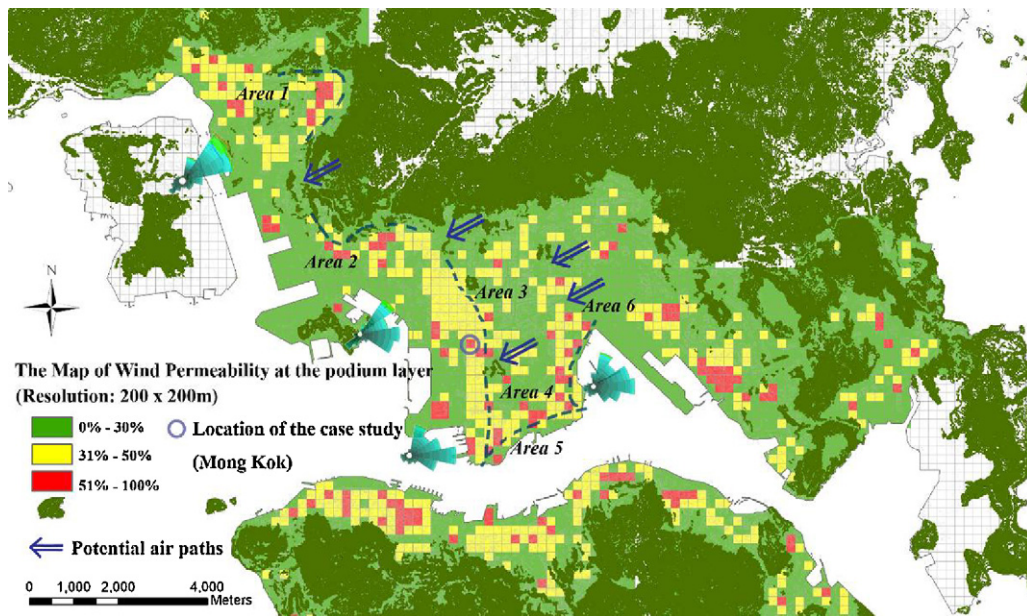 Area 1
Area 2
Area 3
Area 6
N
Area 4
Area 5
The Map of Wind Permeability at the podium layer
(Resolution: 200 x 200m)
0% - 30%
31% - 50%
51% - 100%
Location of the case study
(Mong Kok)
Potential air paths
0 1,000 2,000 4,000
Meters